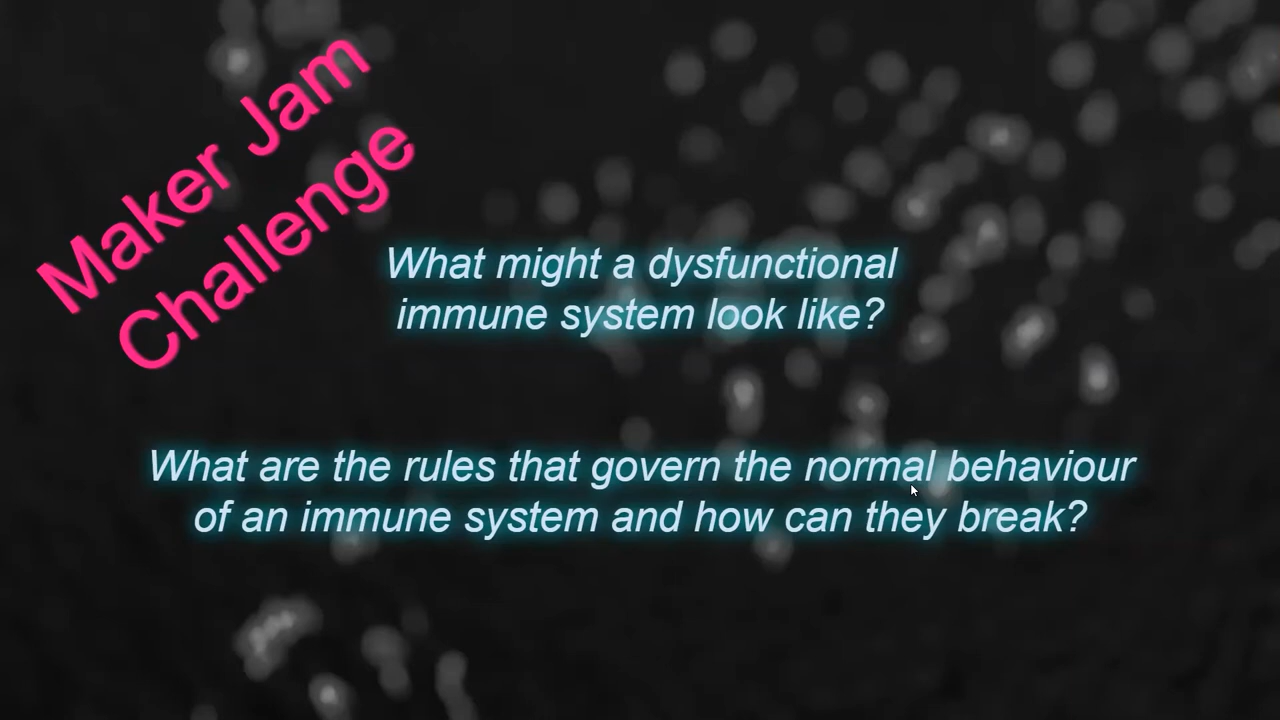 Maker Jam
Challenge
What might a dysfunctional
immune system look like?
What are the rules that govern the normal behaviour
of an immune system and how can they break?